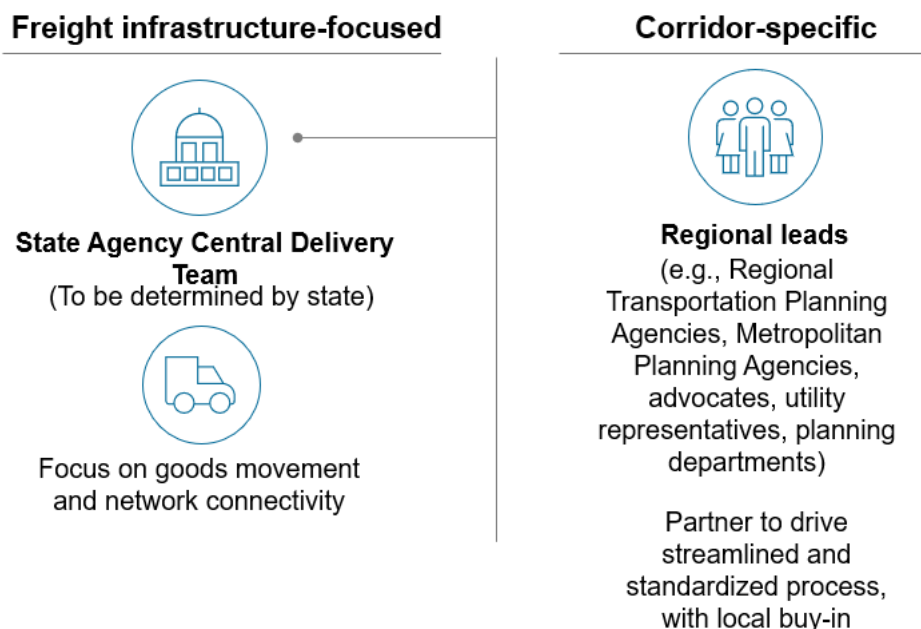 Freight infrastructure-focused
State Agency Central Delivery
Team
(To be determined by state)
Focus on goods movement
and network connectivity
Corridor-specific
Regional leads
(e.g., Regional
Transportation Planning
Agencies, Metropolitan
Planning Agencies,
advocates, utility
representatives, planning
departments)
Partner to drive
streamlined and
standardized process,
with local buy-in